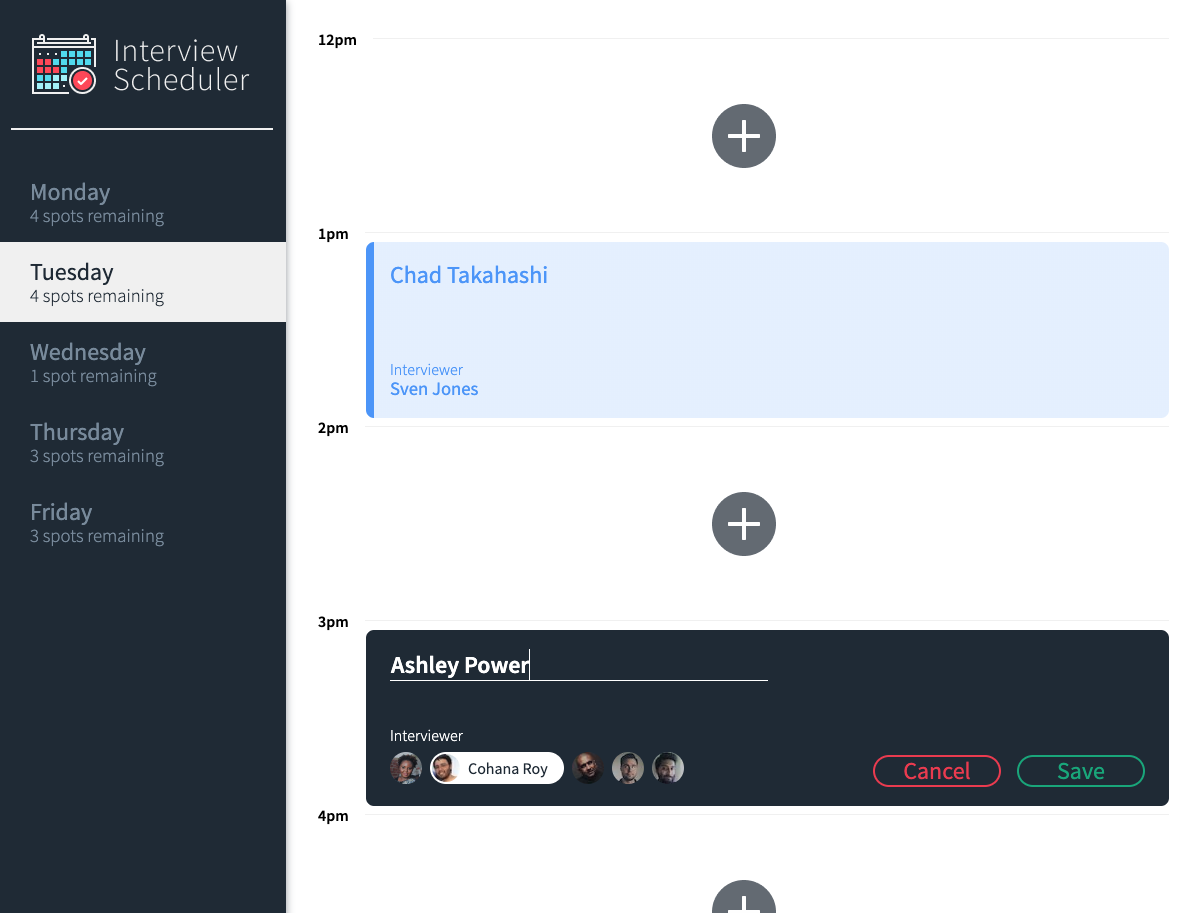 Interview
Scheduler
Monday
4 spots remaining
Tuesday
4 spots remaining
Wednesday
1 spot remaining
Thursday
3 spots remaining
Friday
3 spots remaining
12pm
1pm
Chad Takahashi
Interviewer
Sven Jones
2pm
3pm
Ashley Power
Interviewer
Cohana Roy
Cancel
Save
4pm